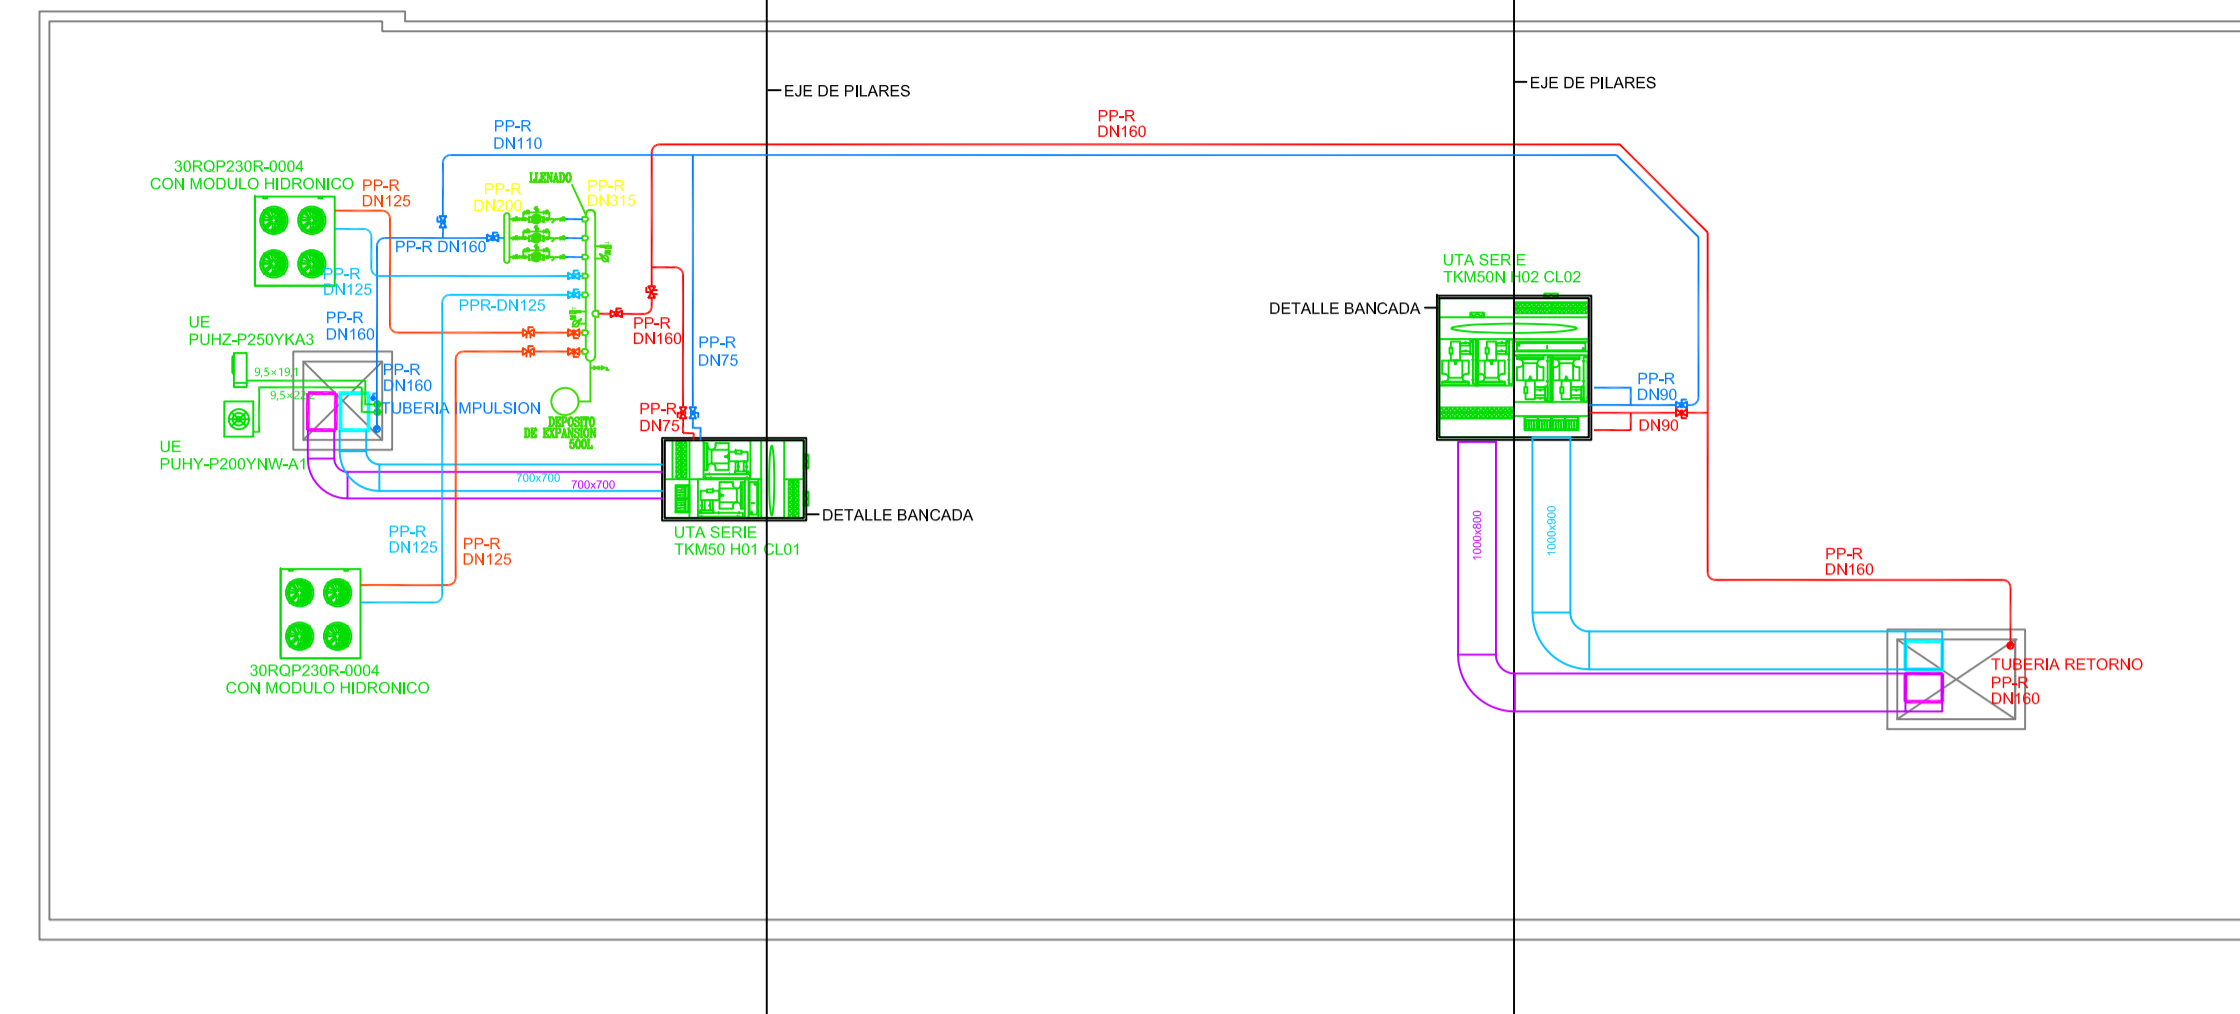 EJE DE PILARES
EJE DE PILARES
PP-R
DN160
PP-R
DN110
30RQP230R-0004
CON MODULO HIDRONICO
PP-R
DN125
PP-R
DN200
LLENADO
PP-R
DN315
PP-R DN160
PP-R
DN125
PPR-DN125
PP-R
DN160
UE
PUHZ-P250YKA3
PP-R
DN160
PP-R
DN75
9,5×19,1
PP-R
DN160
TUBERIA IMPULSION
PP-R
DN75
DEPOSITO
DE EXPANSION
500L
UE
PUHY-P200YNW-A1
700x700
700x700
DETALLE BANCADA
UTA SERIE
TKM50 H01 CL01
PP-R
DN125
PP-R
DN125
30RQP230R-0004
CON MODULO HIDRONICO
UTA SERIE
TKM50N H02 CL02
DETALLE BANCADA
PP-R
DN90
DN90
1000x800
1000x900
PP-R
DN160
TUBERIA RETORNO
PP-R
DN160